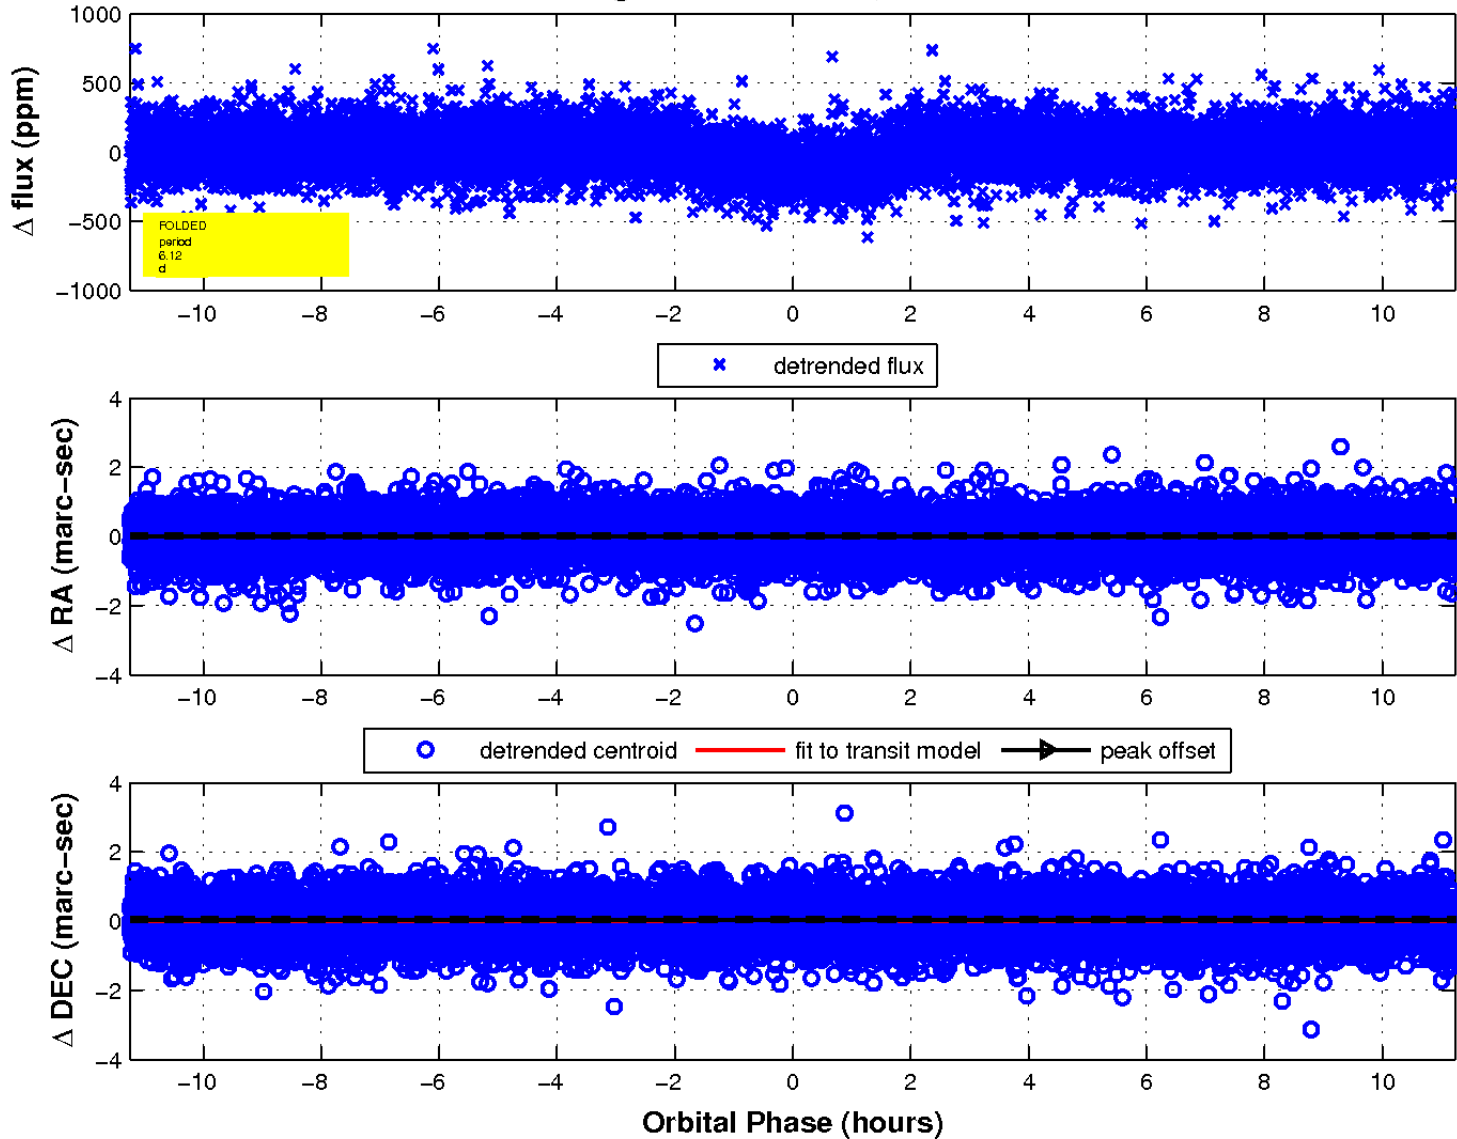 1000
500
0
−500
−1000
Δ flux (ppm)
FOLDED
period
6.12
d
−10 −8 −6 −4 −2 0 2 4 6 8 10
detrended flux
4
2
0
−2
−4
Δ RA (marc−sec)
−10 −8 −6 −4 −2 0 2 4 6 8 10
detrended centroid fit to transit model peak offset
4
2
0
−2
−4
Δ DEC (marc−sec)
−10 −8 −6 −4 −2 0 2 4 6 8 10
Orbital Phase (hours)